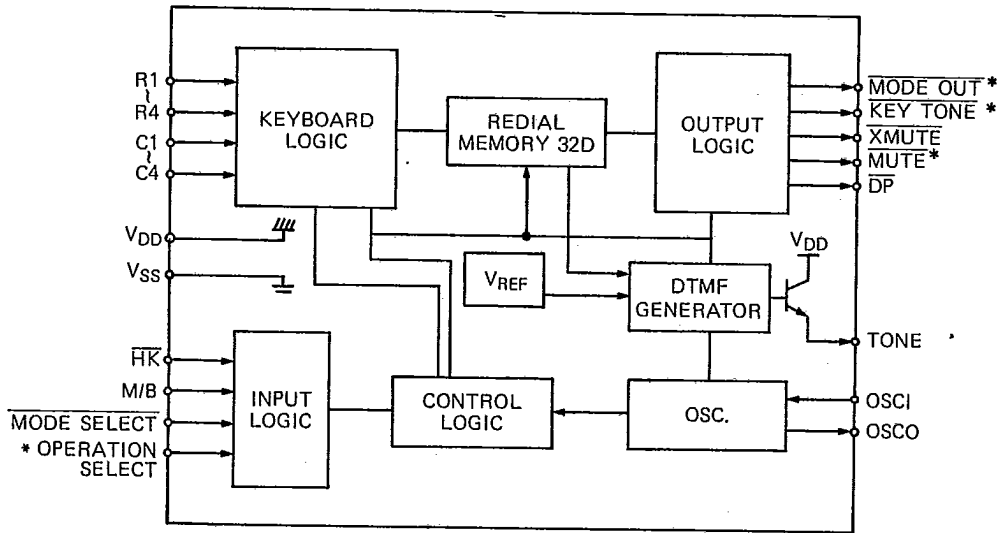 R1
~
R4
C1
~
C4
VDD
VSS
HK
M/B
MODE SELECT
* OPERATION
SELECT
KEYBOARD
LOGIC
REDIAL
MEMORY 32D
OUTPUT
LOGIC
VREF
DTMF
GENERATOR
INPUT
LOGIC
CONTROL
LOGIC
OSC.
MODE OUT *
KEY TONE *
XMUTE
MUTE *
DP
VDD
TONE
OSCI
OSCO